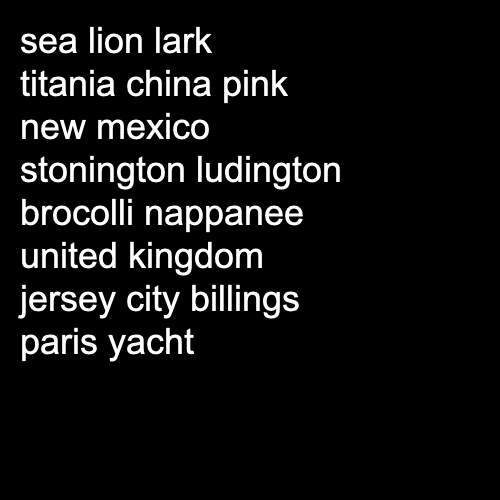 sea lion lark
titania china pink
new mexico
stonington ludington
brocolli nappanee
united kingdom
jersey city billings
paris yacht